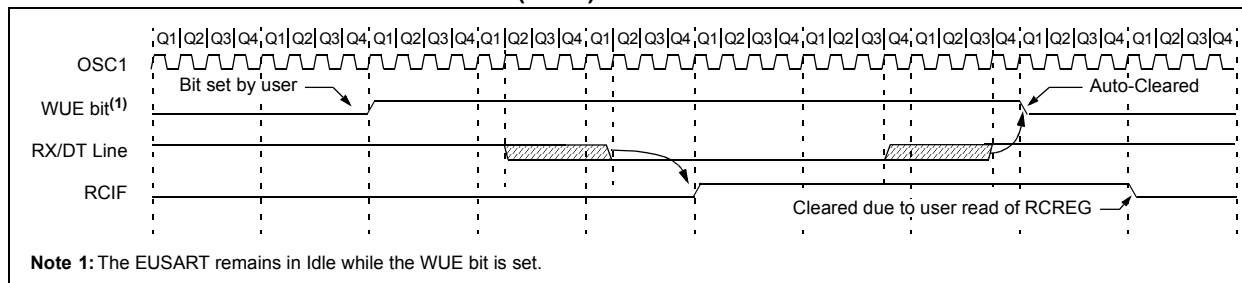 Q1|Q2|Q3|Q4|Q1|Q2|Q3|Q4|Q1|Q2|Q3|Q4|Q1|Q2|Q3|Q4|Q1|Q2|Q3|Q4|Q1|Q2|Q3|Q4|Q1|Q2|Q3|Q4|Q1|Q2|Q3|Q4|Q1|Q2|Q3|Q4|Q1|Q2|Q3|Q4
OSC1
Bit set by user
Auto-Cleared
WUE bit(1)
RX/DT Line
RCIF
Cleared due to user read of RCREG
Note 1: The EUSART remains in Idle while the WUE bit is set.